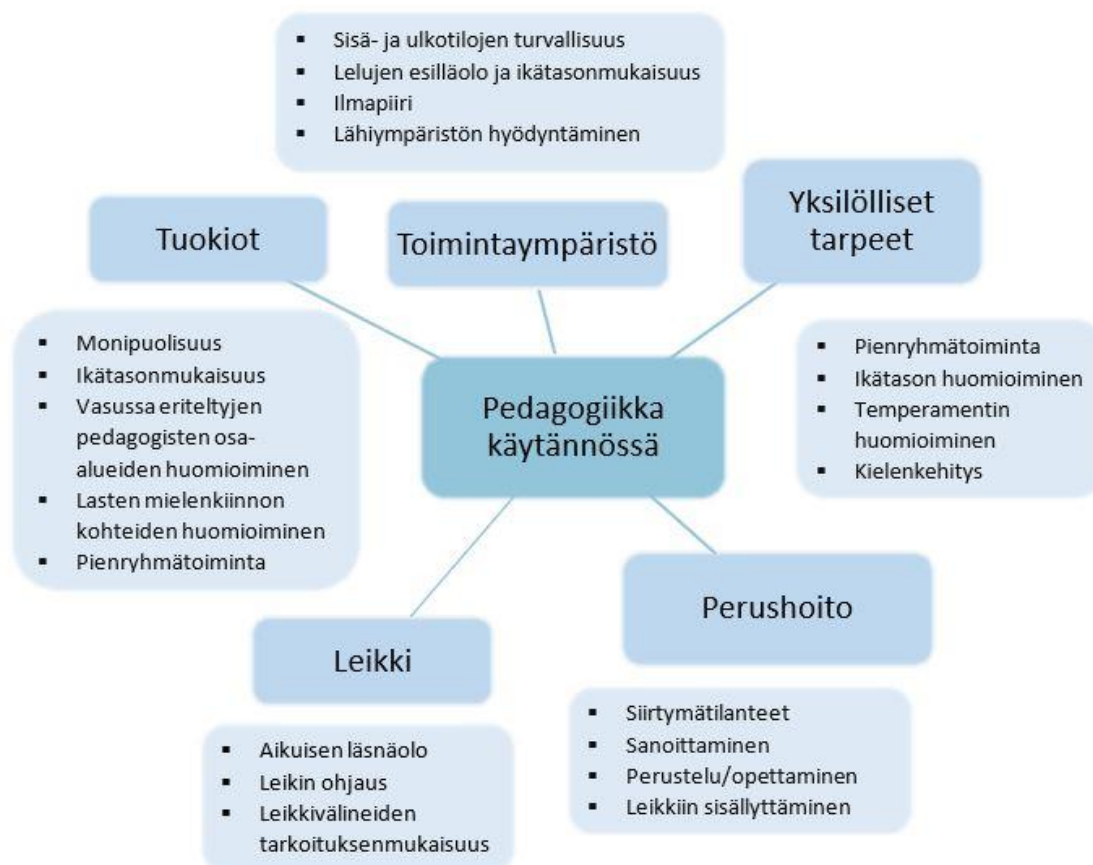 ▪ Sisä- ja ulkotilojen turvallisuus
▪ Lelujen esilläolo ja ikätasonmukaisuus
▪ Ilmapiiri
▪ Lähiympäristön hyödyntäminen
Tuokiot
Toimintaympäristö
Yksilölliset
tarpeet
▪ Monipuolisuus
▪ Ikätasonmukaisuus
▪ Vasussa eriteltyjen
pedagogisten osa-
alueiden huomioiminen
▪ Lasten mielenkiinnon
kohteiden huomioiminen
▪ Pienryhmätoiminta
Pedagogiikka
käytännössä
▪ Pienryhmätoiminta
▪ Ikätason huomioiminen
▪ Temperamentin
huomioiminen
▪ Kielenkehitys
Leikki
▪ Aikuisen läsnäolo
▪ Leikin ohjaus
▪ Leikkivälineiden
tarkoituksenmukaisuus
Perushoito
▪ Siirtymätilanteet
▪ Sanoittaminen
▪ Perustelu/opettaminen
▪ Leikkiin sisällyttäminen